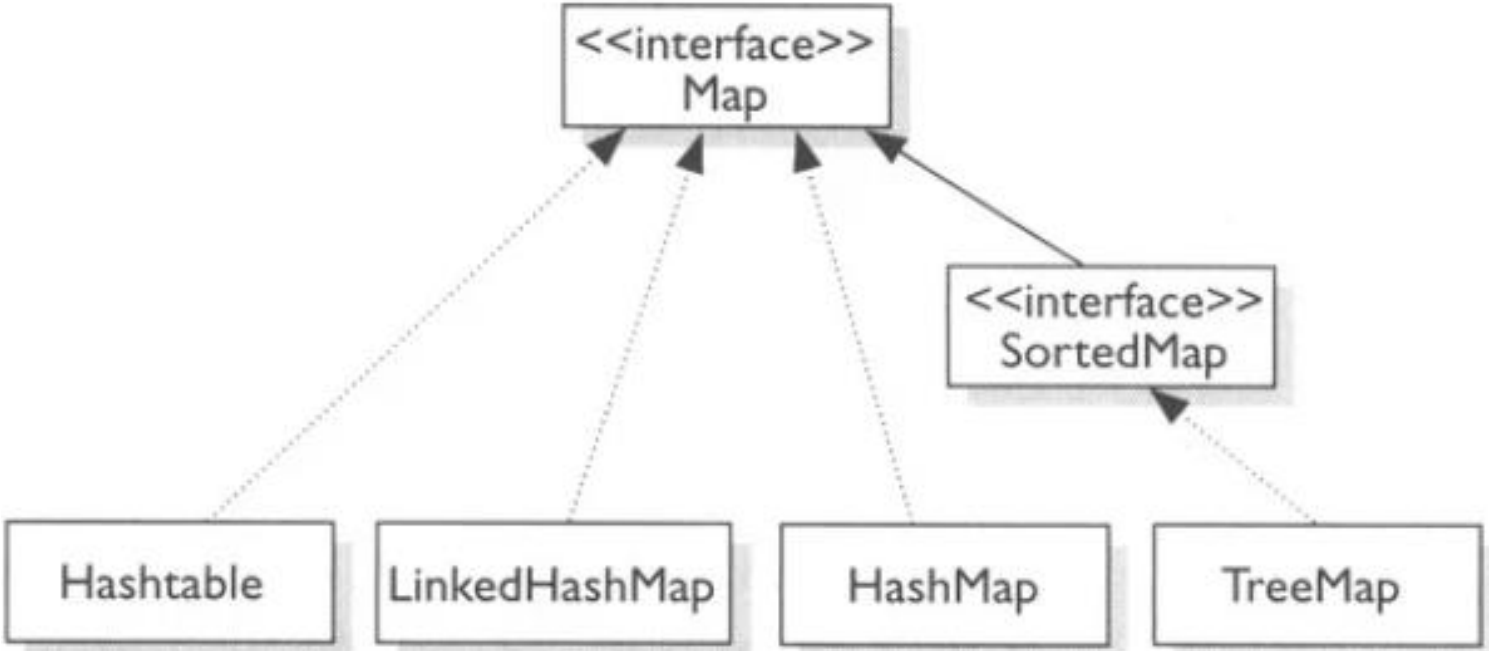 <<interface>>
Map
<<interface>>
SortedMap
Hashtable
LinkedHashMap
HashMap
TreeMap